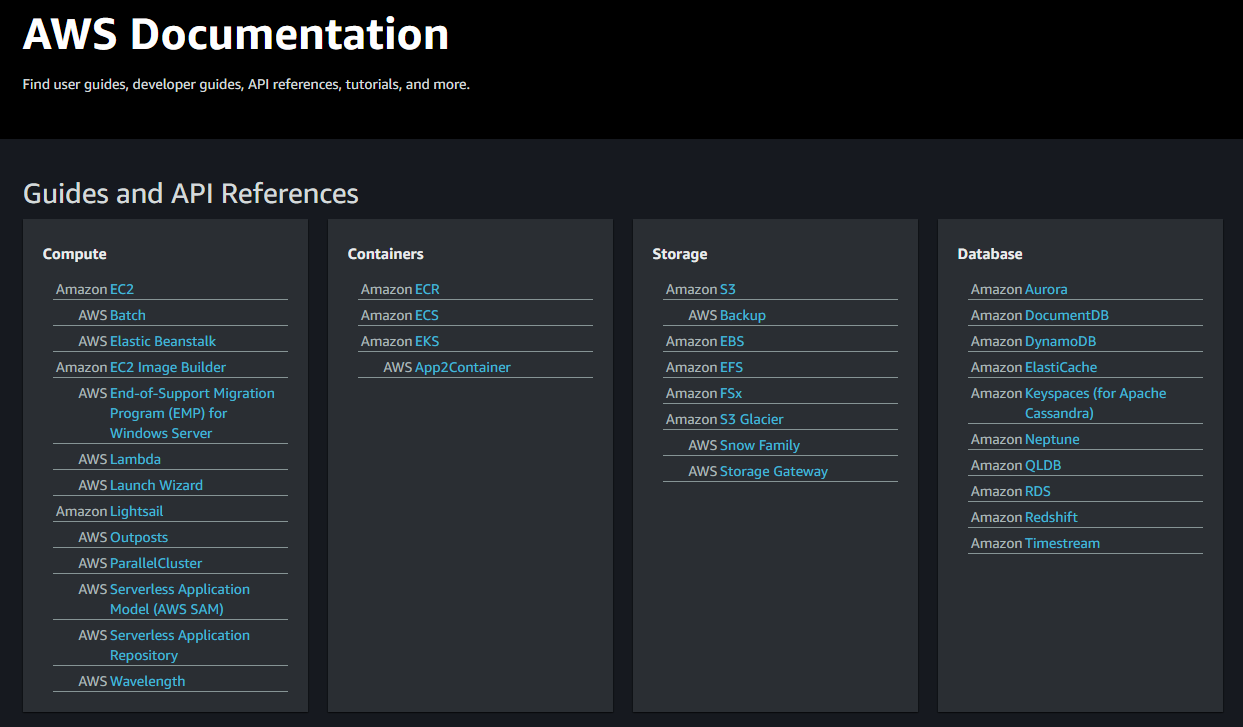 AWS Documentation
Find user guides, developer guides, API references, tutorials, and more.
Guides and API References
Compute
Amazon EC2
AWS Batch
AWS Elastic Beanstalk
Amazon EC2 Image Builder
AWS End-of-Support Migration
Program (EMP) for
Windows Server
AWS Lambda
AWS Launch Wizard
Amazon Lightsail
AWS Outposts
AWS ParallelCluster
AWS Serverless Application
Model (AWS SAM)
AWS Serverless Application
Repository
AWS Wavelength
Containers
Amazon ECR
Amazon ECS
Amazon EKS
AWS App2Container
Storage
Amazon S3
AWS Backup
Amazon EBS
Amazon EFS
Amazon FSx
Amazon S3 Glacier
AWS Snow Family
AWS Storage Gateway
Database
Amazon Aurora
Amazon DocumentDB
Amazon DynamoDB
Amazon ElastiCache
Amazon Keyspaces (for Apache
Cassandra)
Amazon Neptune
Amazon QLDB
Amazon RDS
Amazon Redshift
Amazon Timestream